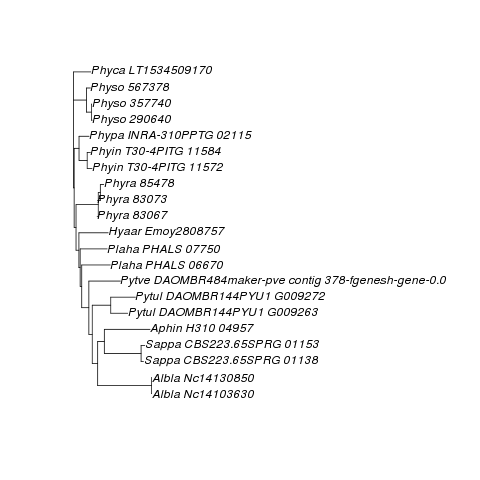 Phyca LT1534509170
Physo 567378
Physo 357740
Physo 290640
Phypa INRA-310PPTG 02115
Phyin T30-4PITG 11584
Phyin T30-4PITG 11572
Phyra 85478
Phyra 83073
Phyra 83067
Hyaar Emoy2808757
Plaha PHALS 07750
Plaha PHALS 06670
Pytve DAOMBR484maker-pve contig 378-fgenesh-gene-0.0
Pytul DAOMBR144PYU1 G009272
Pytul DAOMBR144PYU1 G009263
Aphin H310 04957
Sappa CBS223.65SPRG 01153
Sappa CBS223.65SPRG 01138
Albla Nc14130850
Albla Nc14103630